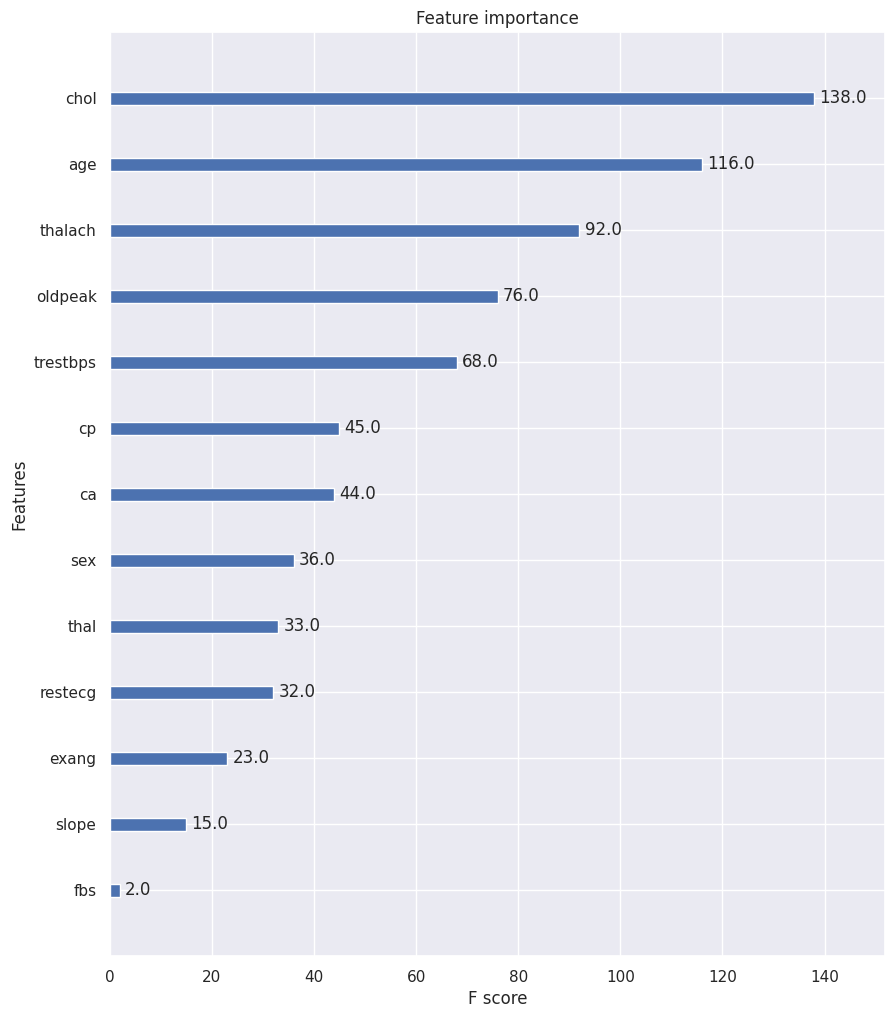 Feature importance
chol 138.0
age 116.0
thalach 92.0
oldpeak 76.0
trestbps 68.0
cp 45.0
ca 44.0
sex 36.0
thal 33.0
restecg 32.0
exang 23.0
slope 15.0
fbs 2.0
Features
0 20 40 60 80 100 120 140
F score